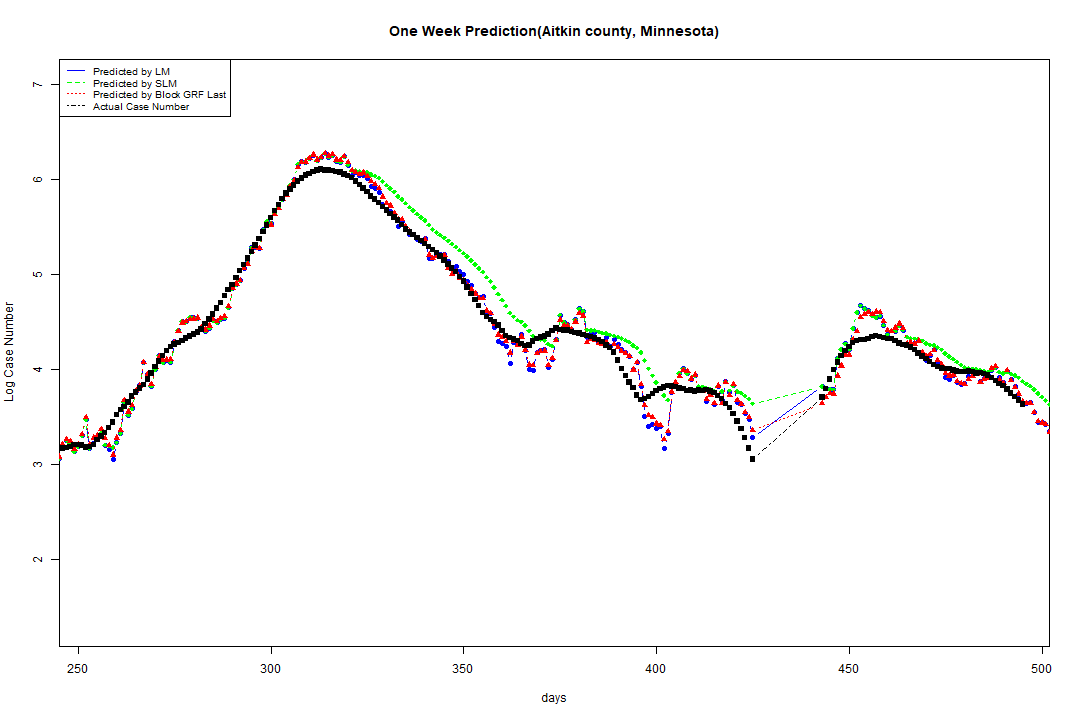 One Week Prediction(Aitkin county, Minnesota)
Predicted by LM
Predicted by SLM
Predicted by Block GRF Last
Actual Case Number
Log Case Number
7
6
5
4
3
2
250 300 350 400 450 500
days